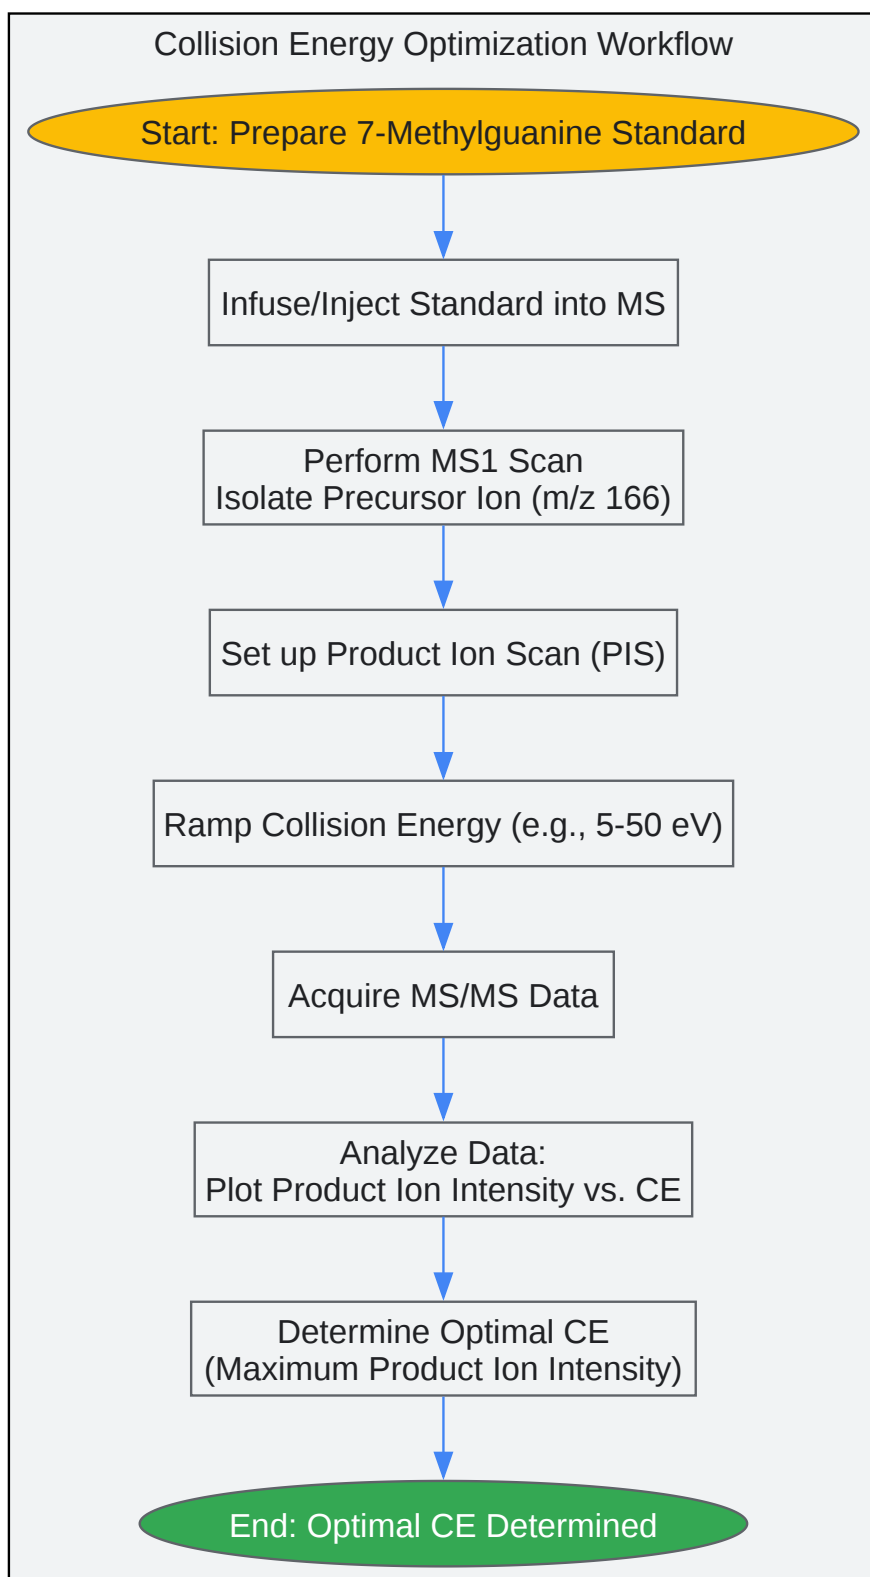 Collision Energy Optimization Workflow
Start: Prepare 7-Methylguanine Standard
Infuse/Inject Standard into MS
Perform MS1 Scan
Isolate Precursor Ion (m/z 166)
Set up Product Ion Scan (PIS)
Ramp Collision Energy (e.g., 5-50 eV)
Acquire MS/MS Data
Analyze Data:
Plot Product Ion Intensity vs. CE
Determine Optimal CE
(Maximum Product Ion Intensity)
End: Optimal CE Determined